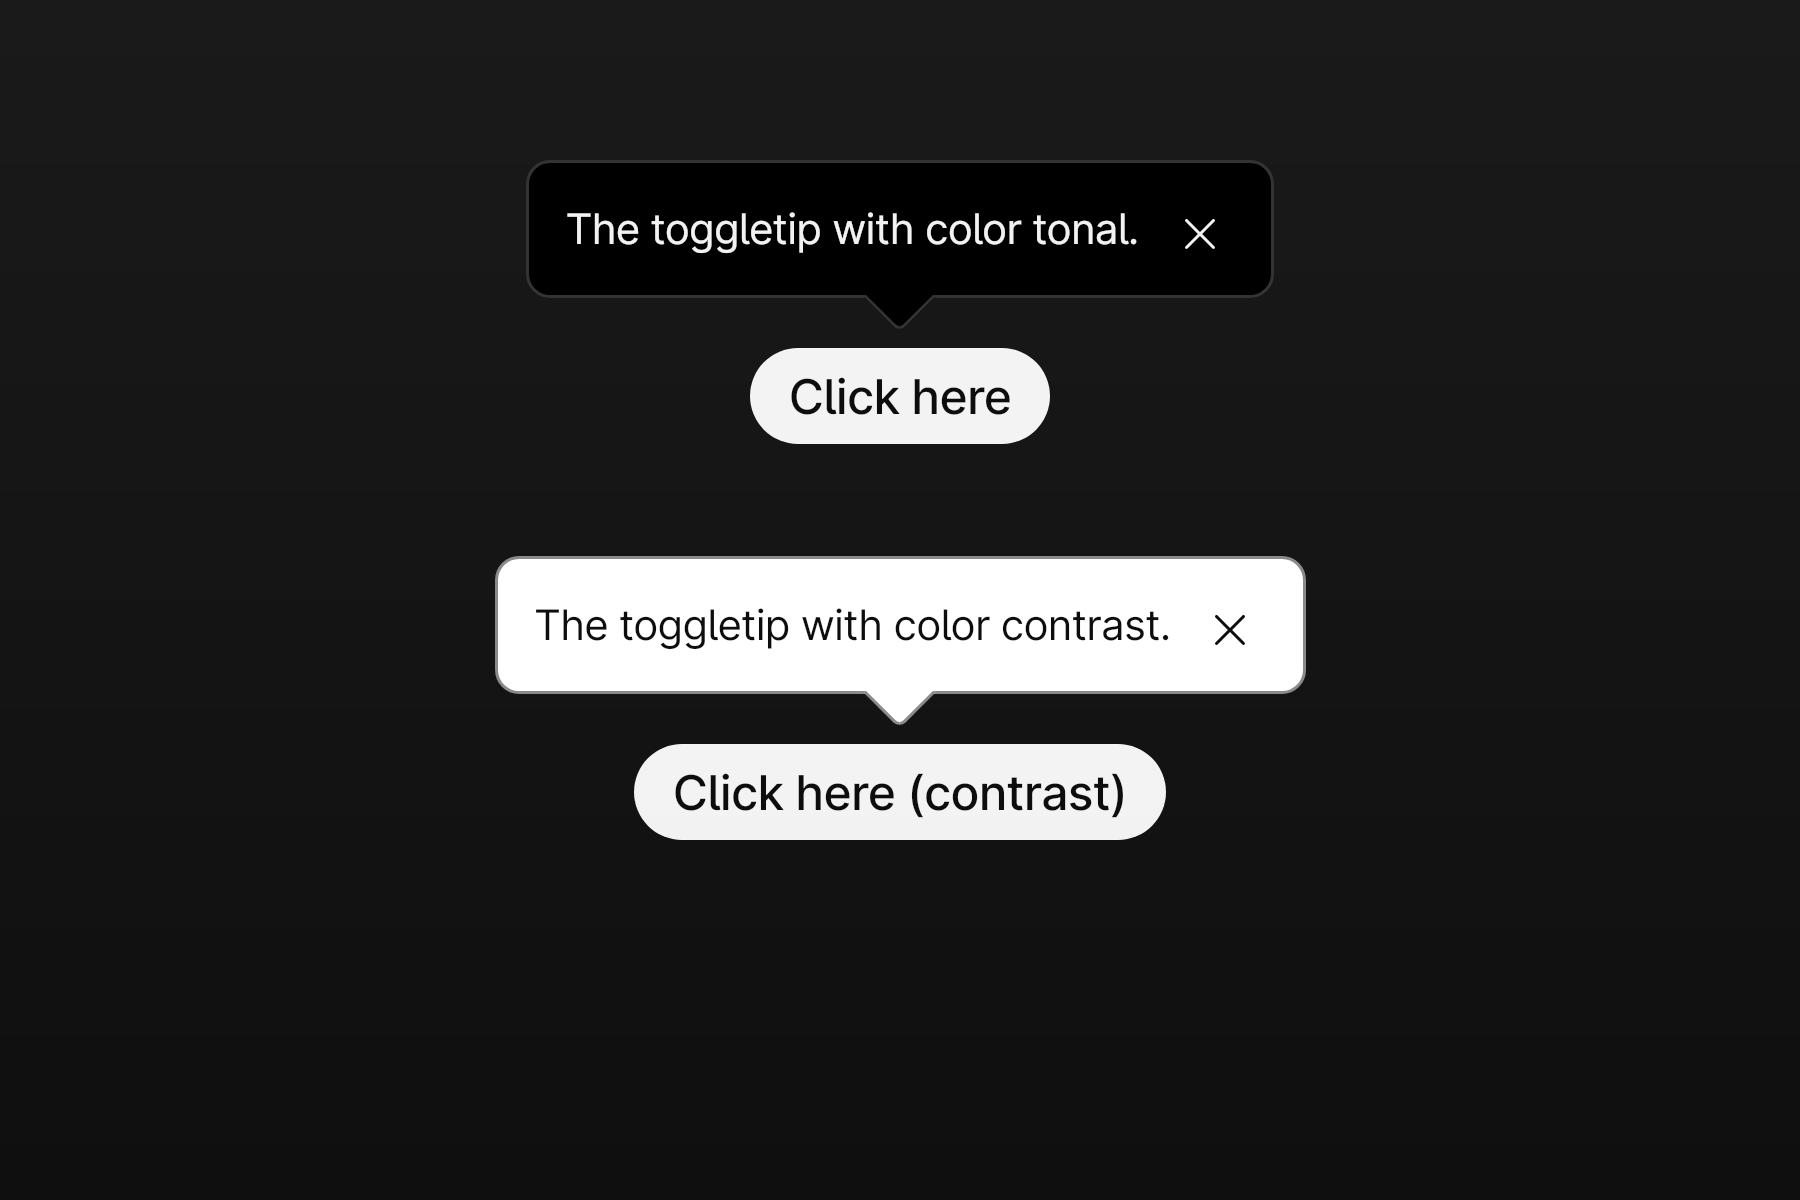 The toggletip with color tonal.
Click here
The toggletip with color contrast.
Click here (contrast)